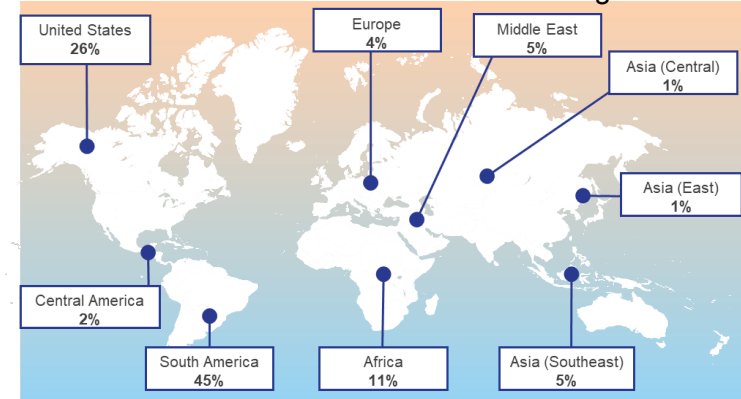 United States
26%
Europe
4%
Middle East
5%
Asia (Central)
1%
Asia (East)
1%
Central America
2%
South America
45%
Africa
11%
Asia (Southeast)
5%